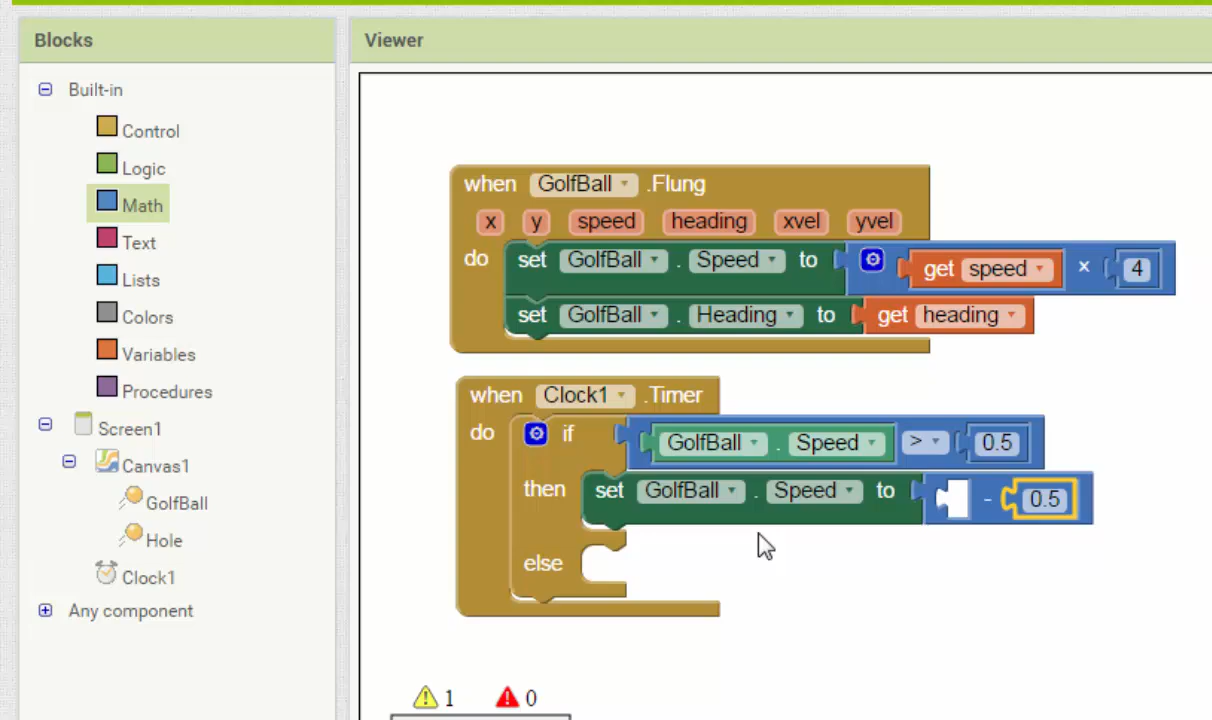 Blocks
Viewer
Built-in
Control
Logic
Math
Text
Lists
Colors
Variables
Procedures
Screen1
Canvas1
GolfBall
Hole
Clock1
Any component
when GolfBall .Flung
x y speed heading xvel yvel
do set GolfBall . Speed to get speed × 4
set GolfBall . Heading to get heading
when Clock1 .Timer
do if GolfBall . Speed > 0.5
then set GolfBall . Speed to - 0.5
else
1 0